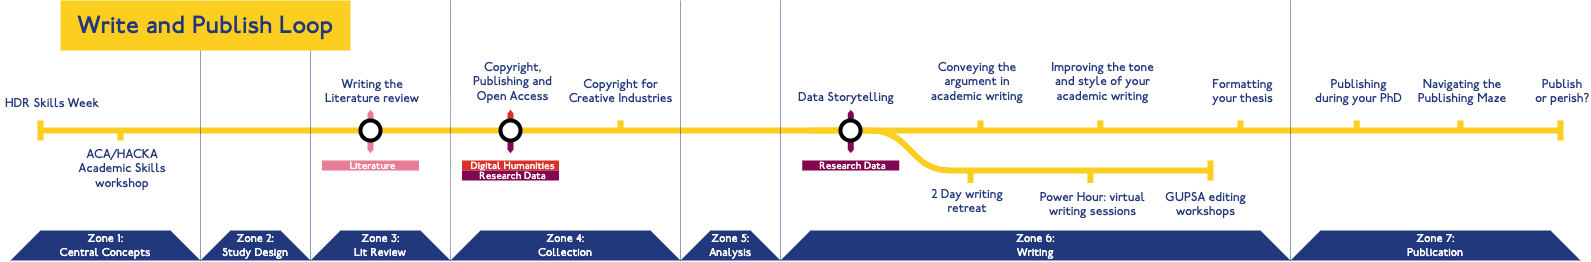 Write and Publish Loop
HDR Skills Week
ACA/HACKA
Academic Skills
workshop
Writing the
Literature review
Literature
Copyright,
Publishing and
Open Access
Digital Humanities
Research Data
Copyright for
Creative Industries
Data Storytelling
Research Data
Conveying the
argument in
academic writing
Improving the tone
and style of your
academic writing
Formatting
your thesis
2 Day writing
retreat
Power Hour: virtual
writing sessions
GUPSA editing
workshops
Publishing
during your PhD
Navigating the
Publishing Maze
Publish
or perish?
Zone 1:
Central Concepts
Zone 2:
Study Design
Zone 3:
Lit Review
Zone 4:
Collection
Zone 5:
Analysis
Zone 6:
Writing
Zone 7:
Publication